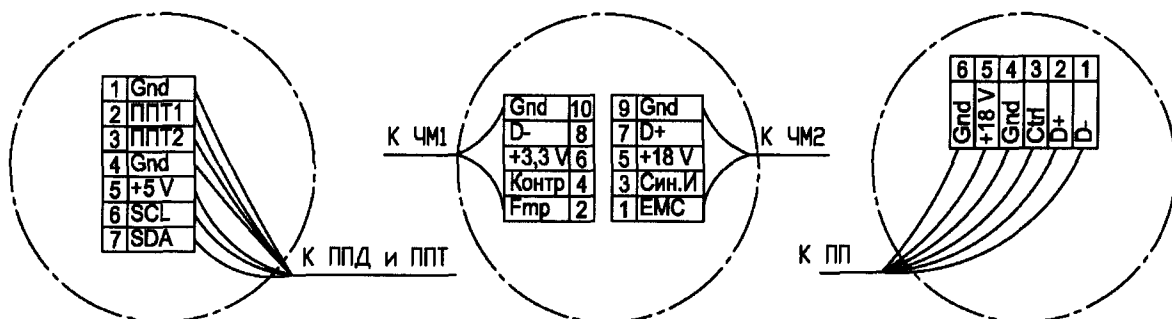 1 Gnd
2 ППТ1
3 ППТ2
4 Gnd
5 +5 V
6 SCL
7 SDA
К ППД и ППТ
К ЧМ1
Gnd 10
D- 8
+3,3 V 6
Контр 4
Fmp 2
9 Gnd
7 D+
5 +18 V
3 Син.И
1 EMC
К ЧМ2
6 5 4 3 2 1
Gnd +18 V Gnd Ctrl D+ D-
К ПП